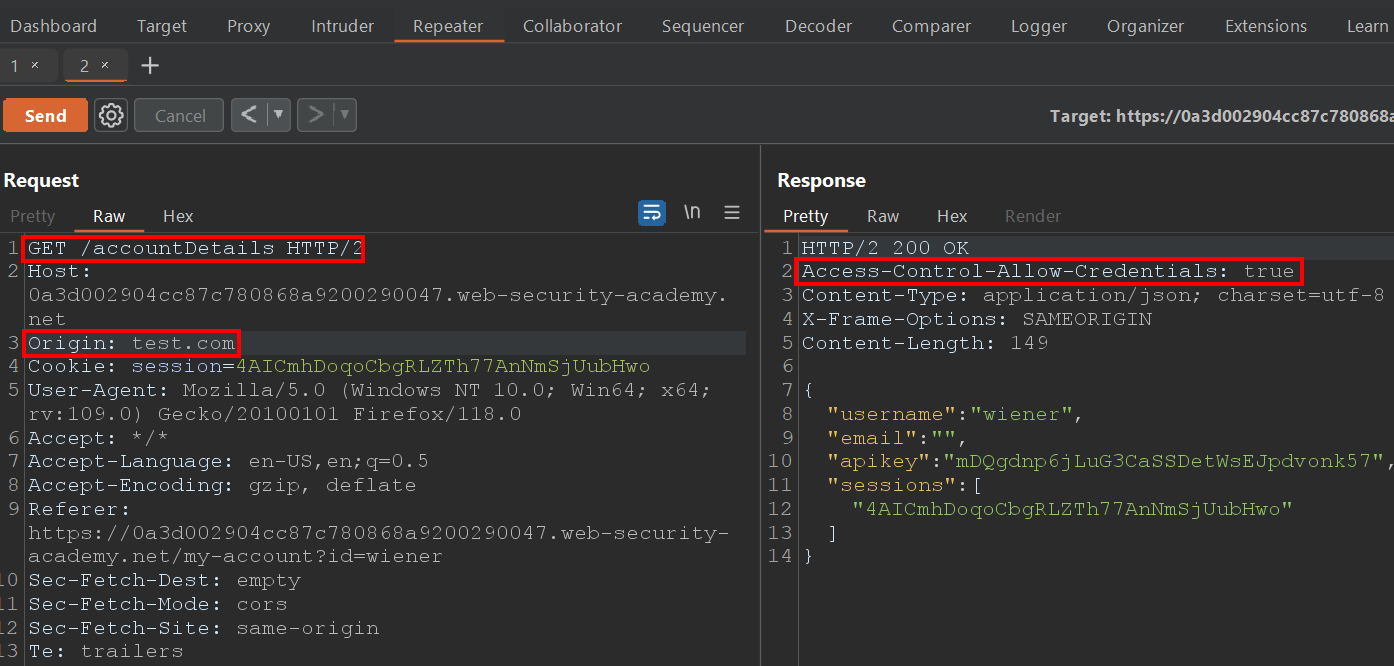 Dashboard Target Proxy Intruder Repeater Collaborator Sequencer Decoder Comparer Logger Organizer Extensions Learn
1 × 2 × +
Send Cancel < ▼ > ▼ Target: https://0a3d002904cc87c780868a
Request
Pretty Raw Hex \n
1 GET /accountDetails HTTP/2
2 Host:
0a3d002904cc87c780868a9200290047.web-security-academy.
net
3 Origin: test.com
4 Cookie: session=4AICmhDoqoCbgRLZTh77AnNmSjUubHwo
5 User-Agent: Mozilla/5.0 (Windows NT 10.0; Win64; x64;
rv:109.0) Gecko/20100101 Firefox/118.0
6 Accept: */*
7 Accept-Language: en-US,en;q=0.5
8 Accept-Encoding: gzip, deflate
9 Referer:
https://0a3d002904cc87c780868a9200290047.web-security-
academy.net/my-account?id=wiener
10 Sec-Fetch-Dest: empty
11 Sec-Fetch-Mode: cors
12 Sec-Fetch-Site: same-origin
13 Te: trailers
Response
Pretty Raw Hex Render
1 HTTP/2 200 OK
2 Access-Control-Allow-Credentials: true
3 Content-Type: application/json; charset=utf-8
4 X-Frame-Options: SAMEORIGIN
5 Content-Length: 149
6
7 {
8 "username":"wiener",
9 "email":"",
10 "apikey":"mDQgdnp6jLuG3CaSSDetWsEJpdvonk57",
11 "sessions":[
12 "4AICmhDoqoCbgRLZTh77AnNmSjUubHwo"
13 ]
14 }